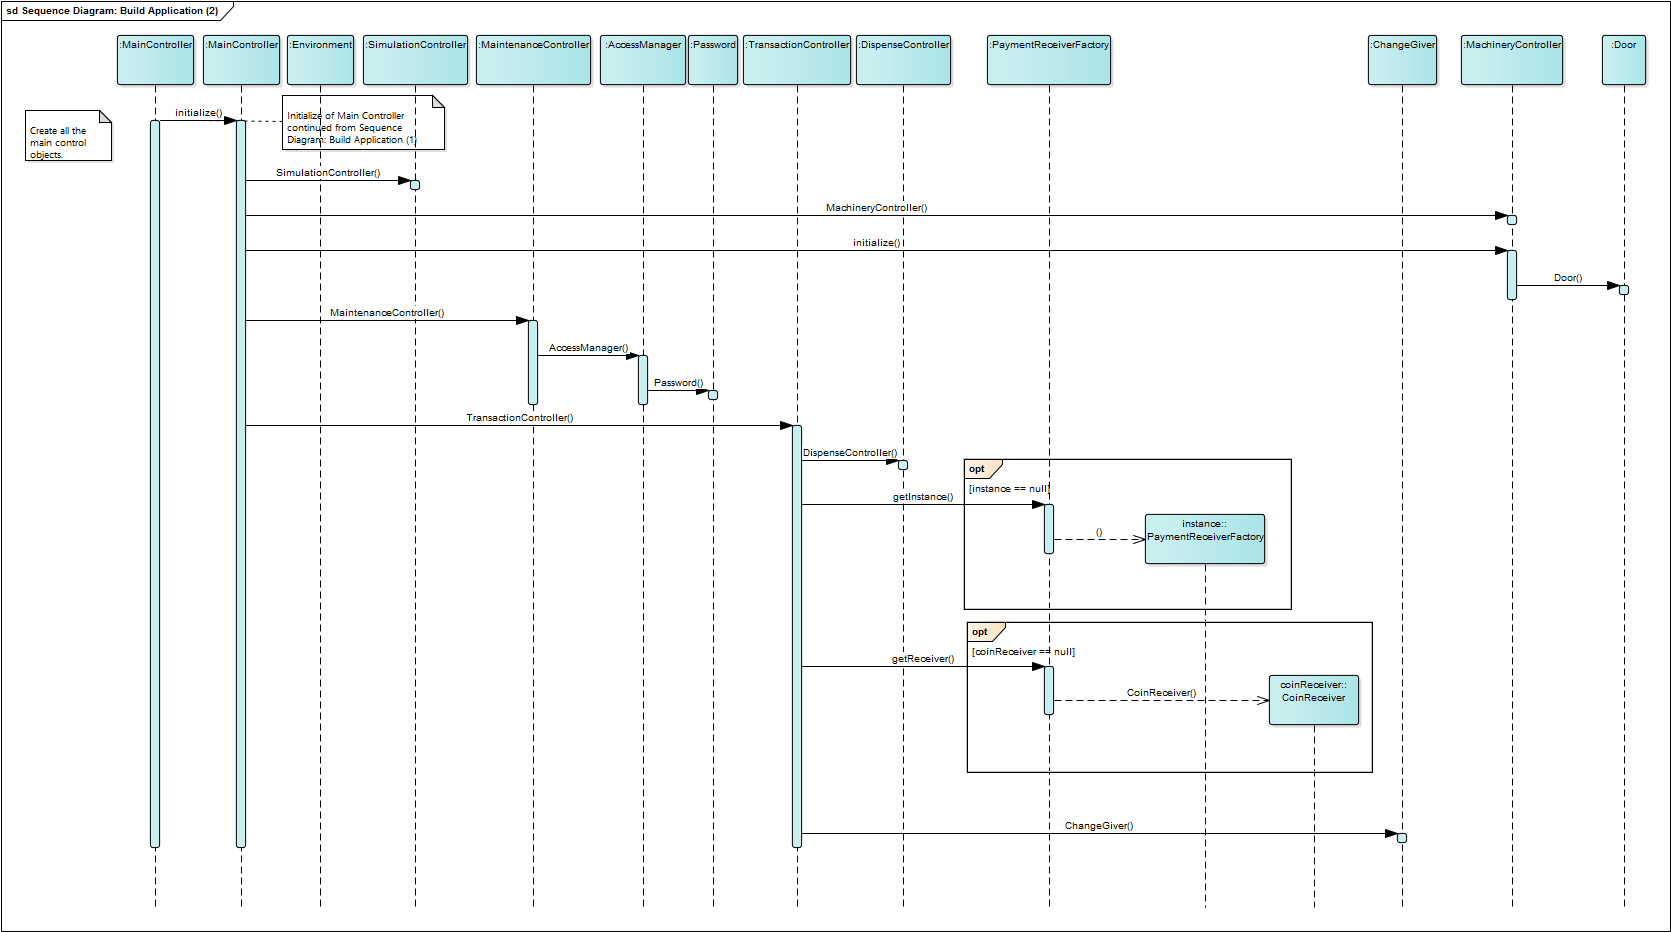 sd Sequence Diagram: Build Application (2)
:MainController
:MainController
:Environment
:SimulationController
:MaintenanceController
:AccessManager
:Password
:TransactionController
:DispenseController
:PaymentReceiverFactory
:ChangeGiver
:MachineryController
:Door
initialize()
Initialize of Main Controller
continued from Sequence
Diagram: Build Application (1)
Create all the
main control
objects.
SimulationController()
MachineryController()
initialize()
Door()
MaintenanceController()
AccessManager()
Password()
TransactionController()
DispenseController()
opt
[instance == null]
getInstance()
instance::
PaymentReceiverFactory
()
opt
[coinReceiver == null]
getReceiver()
coinReceiver::
CoinReceiver
CoinReceiver()
ChangeGiver()